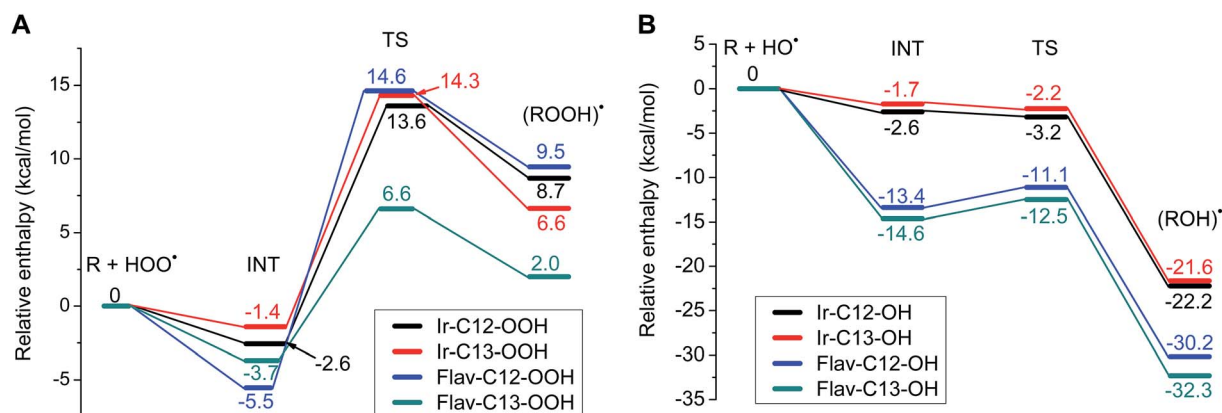 A
TS
15
14.6
14.3
13.6
(ROOH)•
10
9.5
8.7
6.6
6.6
5
R + HOO•
INT
2.0
0
0
-1.4
-2.6
-3.7
-5
-5.5
Relative enthalpy (kcal/mol)
Ir-C12-OOH
Ir-C13-OOH
Flav-C12-OOH
Flav-C13-OOH
B
5
R + HO•
INT
TS
0
0
-1.7
-2.2
-2.6
-3.2
-5
-10
-11.1
-13.4
-12.5
-14.6
-15
(ROH)•
-20
-21.6
-22.2
-25
-30
-30.2
-32.3
-35
Relative enthalpy (kcal/mol)
Ir-C12-OH
Ir-C13-OH
Flav-C12-OH
Flav-C13-OH